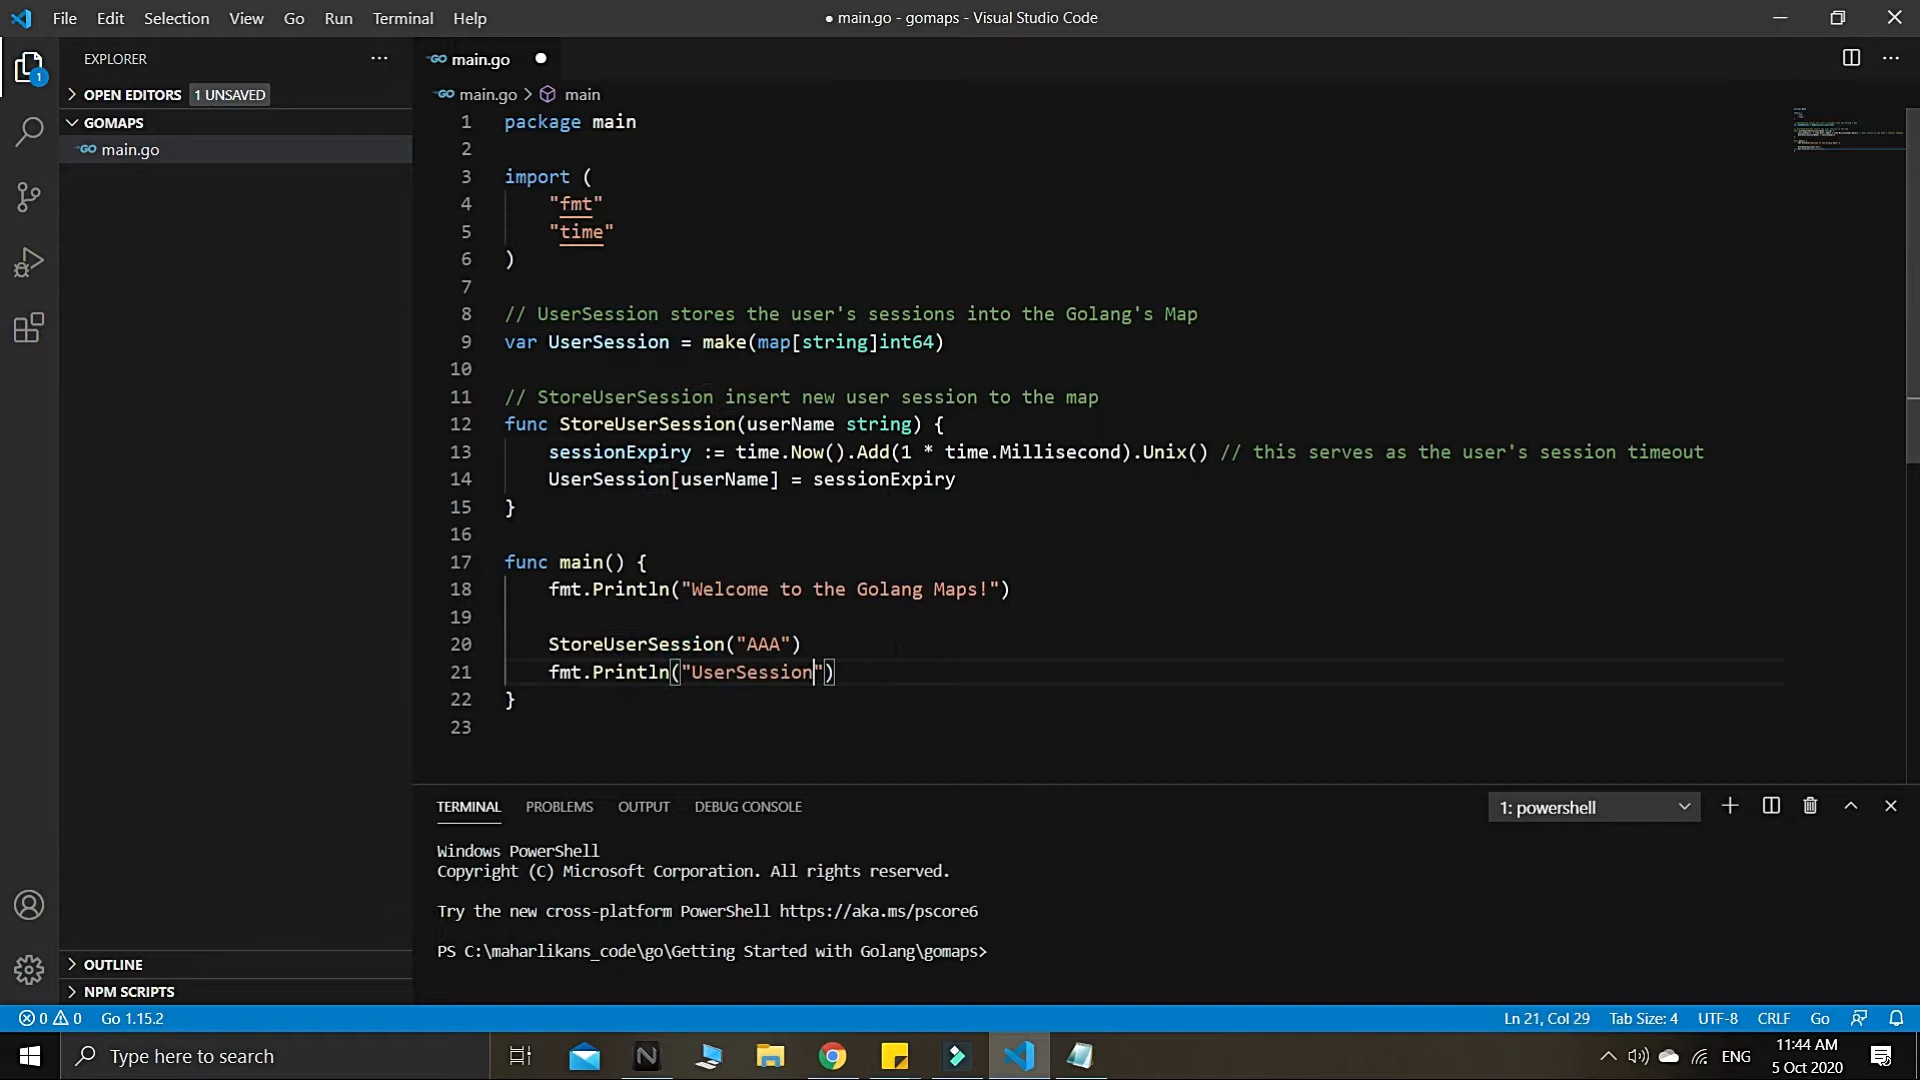 File Edit Selection View Go Run Terminal Help
● main.go - gomaps - Visual Studio Code
EXPLORER
OPEN EDITORS 1 UNSAVED
GOMAPS
main.go
1
OUTLINE
NPM SCRIPTS
main.go
main.go > main
1 package main
2
3 import (
4 "fmt"
5 "time"
6 )
7
8 // UserSession stores the user's sessions into the Golang's Map
9 var UserSession = make(map[string]int64)
10
11 // StoreUserSession insert new user session to the map
12 func StoreUserSession(userName string) {
13 sessionExpiry := time.Now().Add(1 * time.Millisecond).Unix() // this serves as the user's session timeout
14 UserSession[userName] = sessionExpiry
15 }
16
17 func main() {
18 fmt.Println("Welcome to the Golang Maps!")
19
20 StoreUserSession("AAA")
21 fmt.Println("UserSession")
22 }
23
TERMINAL PROBLEMS OUTPUT DEBUG CONSOLE 1: powershell
Windows PowerShell
Copyright (C) Microsoft Corporation. All rights reserved.
Try the new cross-platform PowerShell https://aka.ms/pscore6
PS C:\maharlikans_code\go\Getting Started with Golang\gomaps>
0 0 Go 1.15.2 Ln 21, Col 29 Tab Size: 4 UTF-8 CRLF Go
Type here to search
ENG
11:44 AM
5 Oct 2020